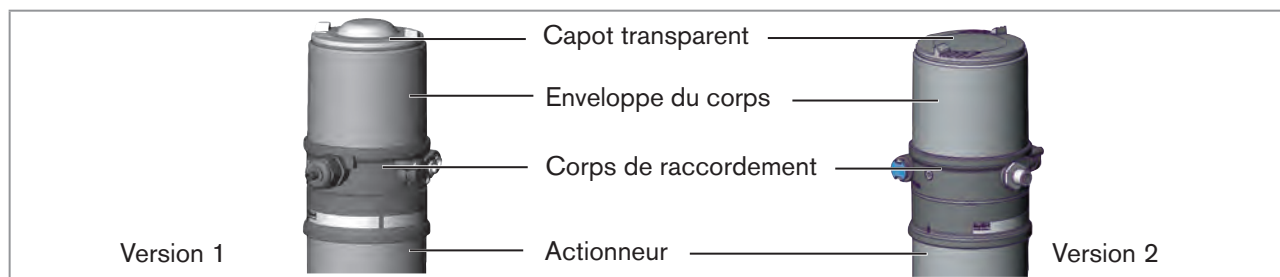 Capot transparent
Enveloppe du corps
Corps de raccordement
Version 1
Actionneur
Version 2